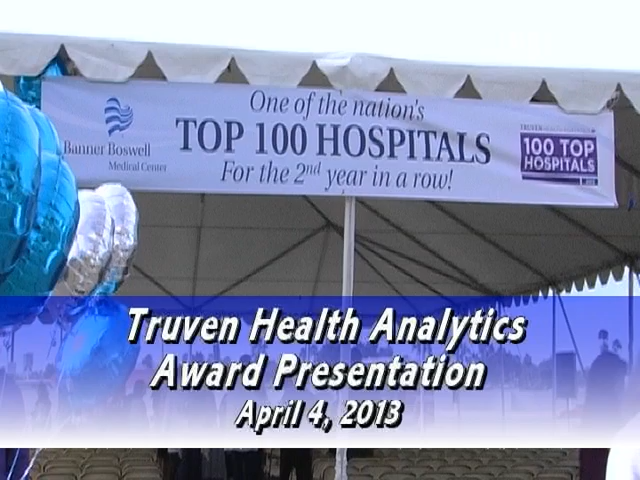 One of the nation's
TOP 100 HOSPITALS
For the 2nd year in a row!
Banner Boswell
Medical Center
TRUVEN
100 TOP
HOSPITALS
Truven Health Analytics
Award Presentation
April 4, 2013